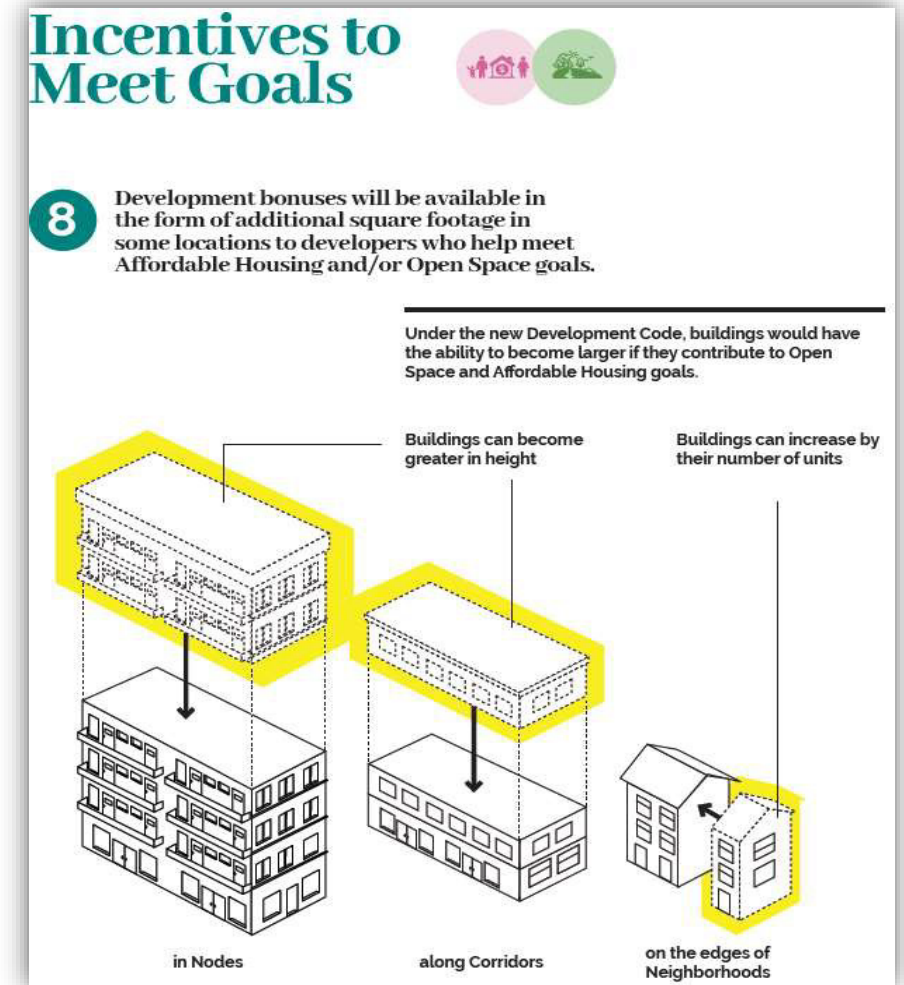 Incentives to
Meet Goals
8
Development bonuses will be available in
the form of additional square footage in
some locations to developers who help meet
Affordable Housing and/or Open Space goals.
Under the new Development Code, buildings would have
the ability to become larger if they contribute to Open
Space and Affordable Housing goals.
Buildings can become
greater in height
Buildings can increase by
their number of units
in Nodes
along Corridors
on the edges of
Neighborhoods